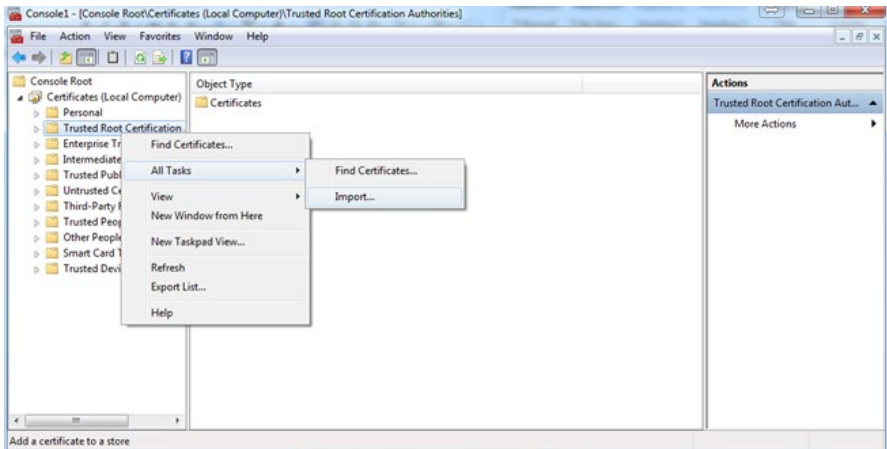 Console1 - [Console Root\Certificates (Local Computer)\Trusted Root Certification Authorities]
File Action View Favorites Window Help
Console Root
Certificates (Local Computer)
Personal
Trusted Root Certification
Enterprise Tr
Intermediate
Trusted Publ
Untrusted Ce
Third-Party
Trusted Peop
Other People
Smart Card T
Trusted Devi
Find Certificates...
All Tasks
View
New Window from Here
New Taskpad View...
Refresh
Export List...
Help
Find Certificates...
Import...
Object Type
Certificates
Actions
Trusted Root Certification Aut...
More Actions
Add a certificate to a store